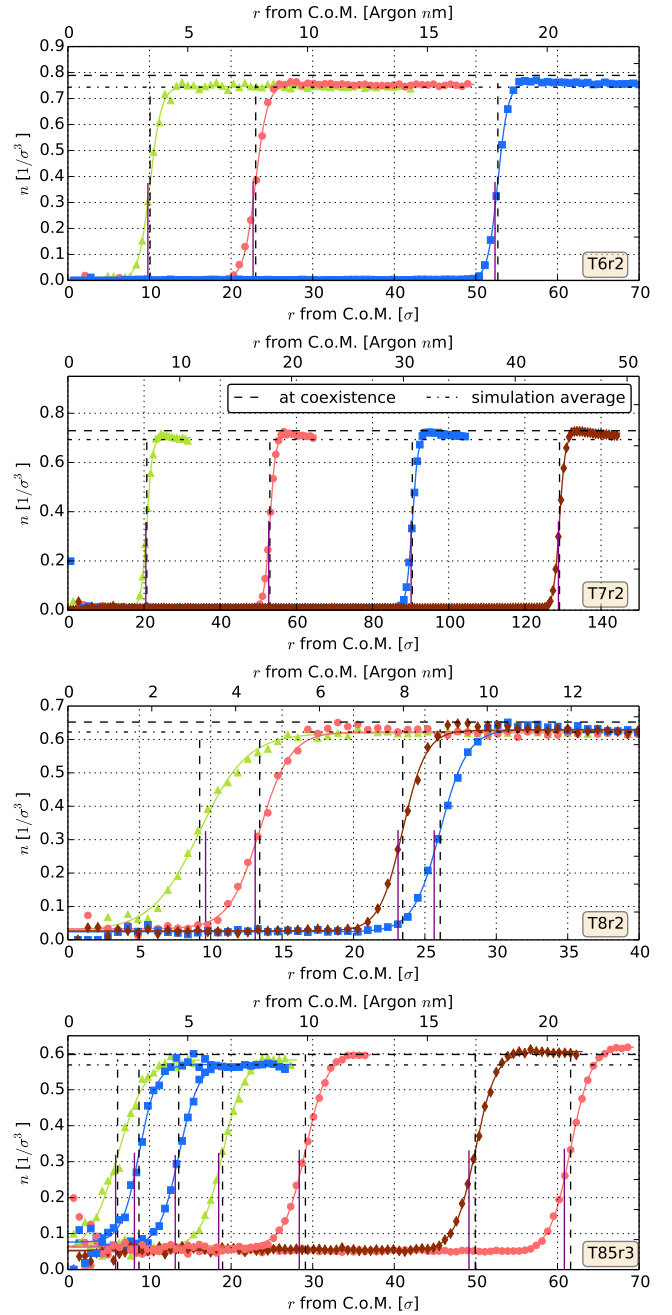 r from C.o.M. [Argon nm]
0 5 10 15 20
0.9
0.8
0.7
0.6
0.5
0.4
0.3
0.2
0.1
0.0
n [1/σ³]
T6r2
0 10 20 30 40 50 60 70
r from C.o.M. [σ]
r from C.o.M. [Argon nm]
0 10 20 30 40 50
at coexistence simulation average
0.8
0.6
0.4
0.2
0.0
n [1/σ³]
T7r2
0 20 40 60 80 100 120 140
r from C.o.M. [σ]
r from C.o.M. [Argon nm]
0 2 4 6 8 10 12
0.7
0.6
0.5
0.4
0.3
0.2
0.1
0.0
n [1/σ³]
T8r2
0 5 10 15 20 25 30 35 40
r from C.o.M. [σ]
r from C.o.M. [Argon nm]
0 5 10 15 20
0.6
0.5
0.4
0.3
0.2
0.1
0.0
n [1/σ³]
T85r3
0 10 20 30 40 50 60 70
r from C.o.M. [σ]